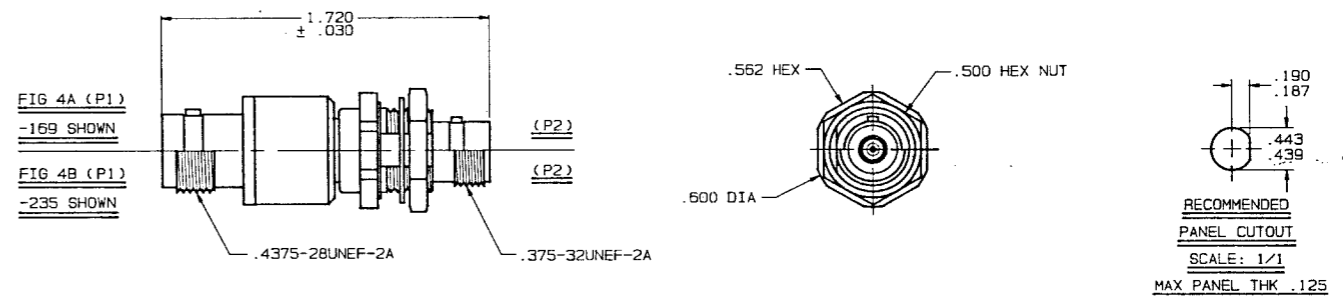 1.720
± .030
FIG 4A (P1)
-169 SHOWN
FIG 4B (P1)
-235 SHOWN
(P2)
(P2)
.4375-28UNEF-2A
.375-32UNEF-2A
.562 HEX
.500 HEX NUT
.600 DIA
.190
.187
.443
.439
RECOMMENDED
PANEL CUTOUT
SCALE: 1/1
MAX PANEL THK .125